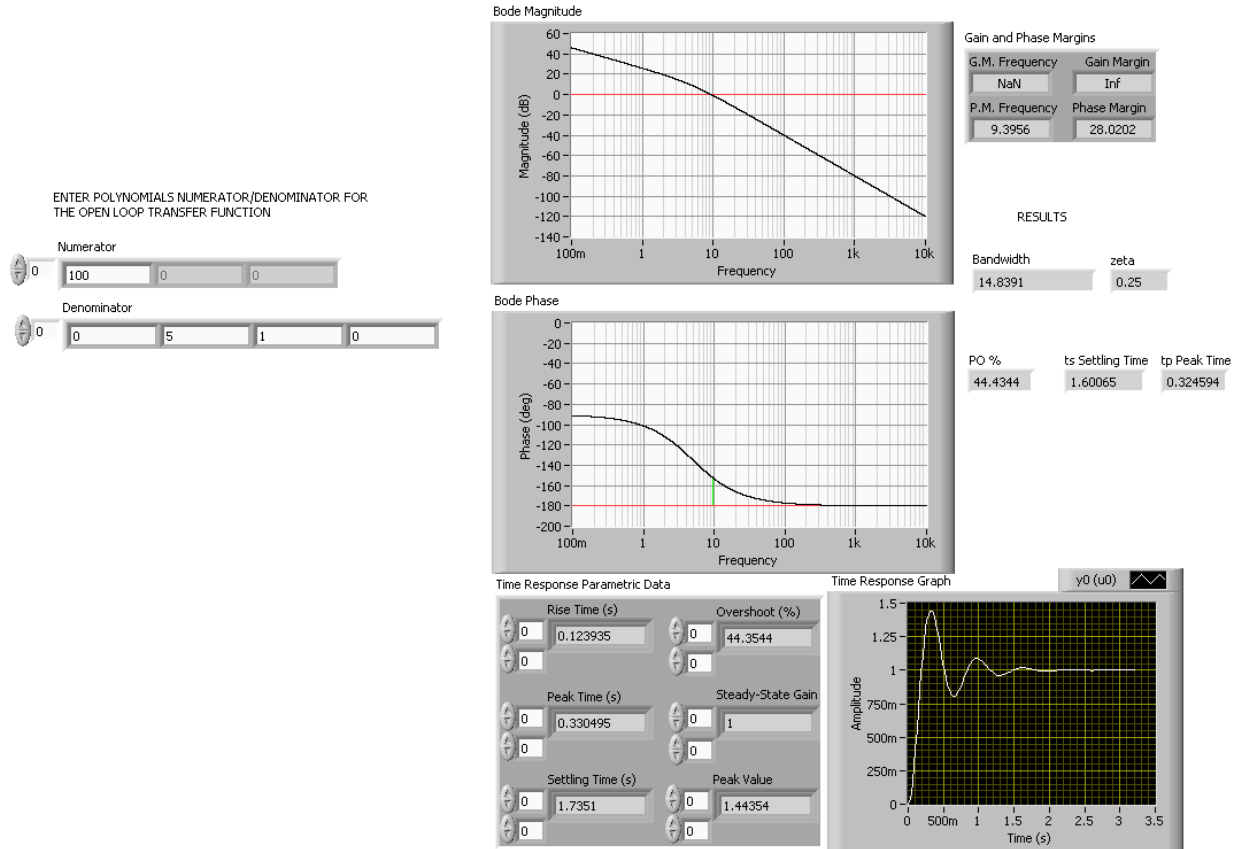 ENTER POLYNOMIALS NUMERATOR/DENOMINATOR FOR
THE OPEN LOOP TRANSFER FUNCTION
Numerator
0 100 0 0
Denominator
0 0 5 1 0
Bode Magnitude
Magnitude (dB)
60
40
20
0
-20
-40
-60
-80
-100
-120
-140
100m 1 10 100 1k 10k
Frequency
Gain and Phase Margins
G.M. Frequency Gain Margin
NaN Inf
P.M. Frequency Phase Margin
9.3956 28.0202
RESULTS
Bandwidth zeta
14.8391 0.25
PO % ts Settling Time tp Peak Time
44.4344 1.60065 0.324594
Bode Phase
Phase (deg)
0
-20
-40
-60
-80
-100
-120
-140
-160
-180
-200
100m 1 10 100 1k 10k
Frequency
Time Response Parametric Data
Rise Time (s) Overshoot (%)
0 0.123935 0 44.3544
0 0
Peak Time (s) Steady-State Gain
0 0.330495 0 1
0 0
Settling Time (s) Peak Value
0 1.7351 0 1.44354
0 0
Time Response Graph
y0 (u0)
Amplitude
1.5
1.25
1
750m
500m
250m
0
0 500m 1 1.5 2 2.5 3 3.5
Time (s)